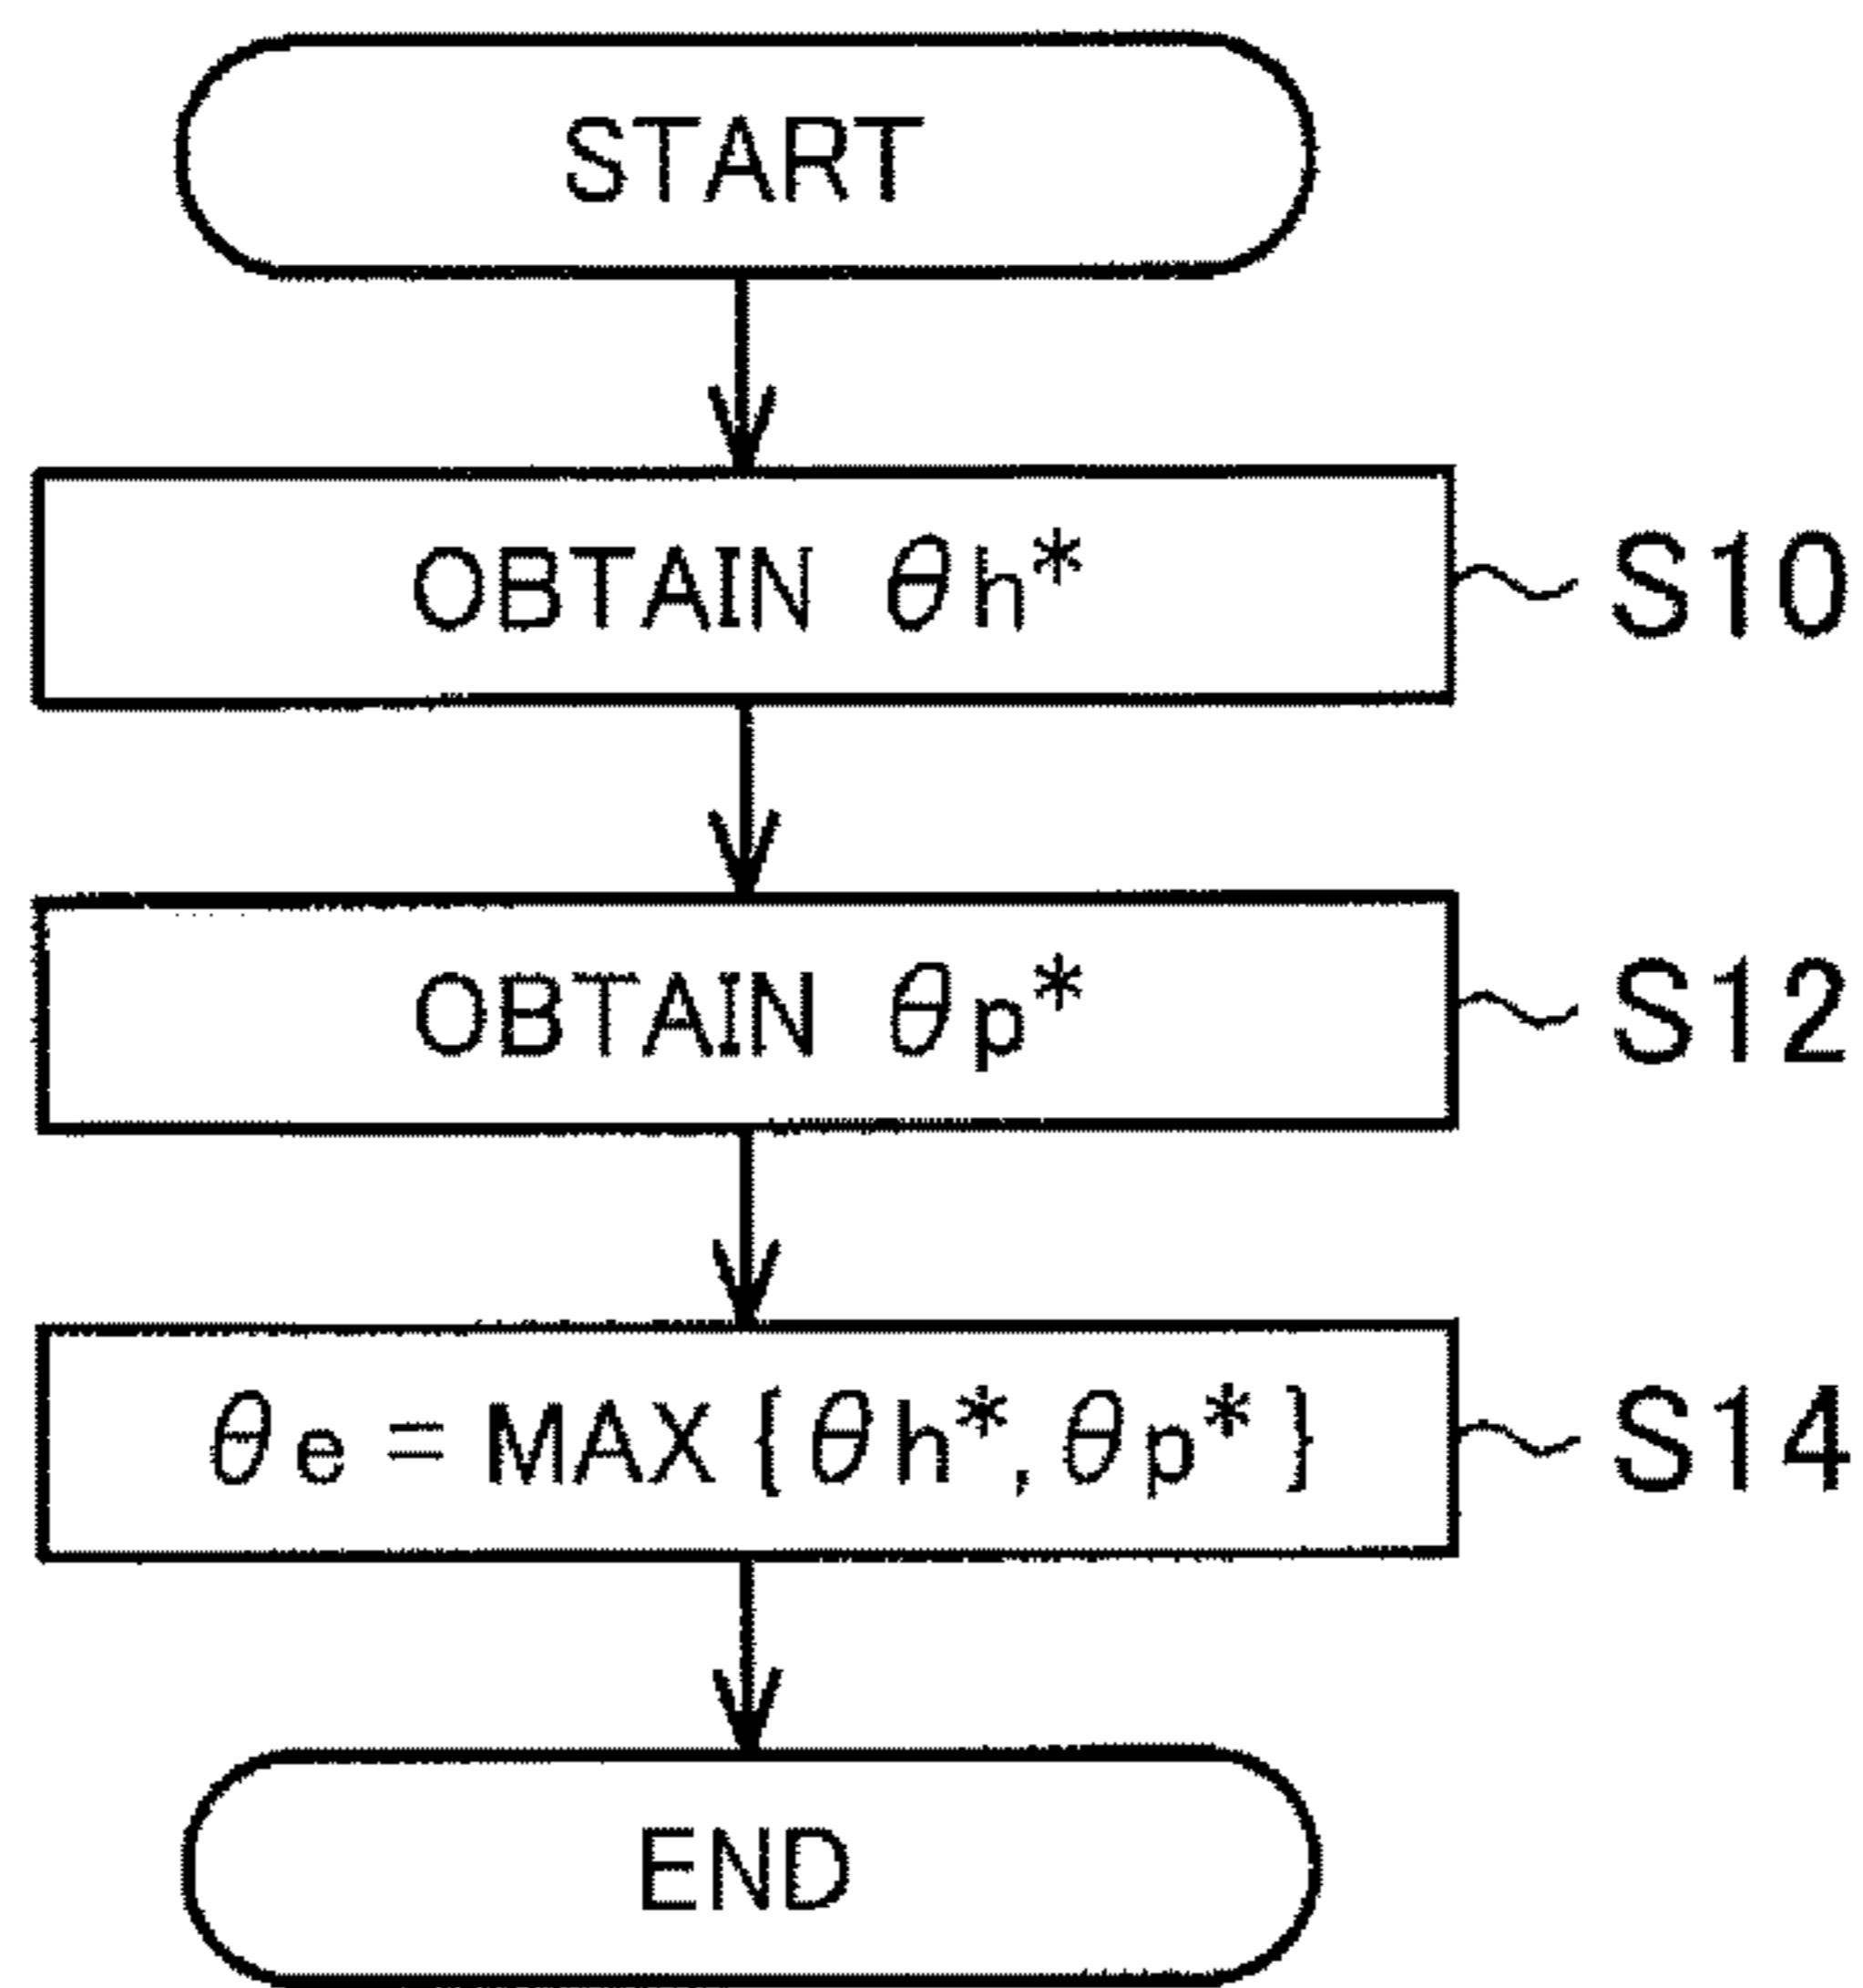 START
OBTAIN θh* S10
OBTAIN θp* S12
θe = MAX { θh* , θp* } S14
END